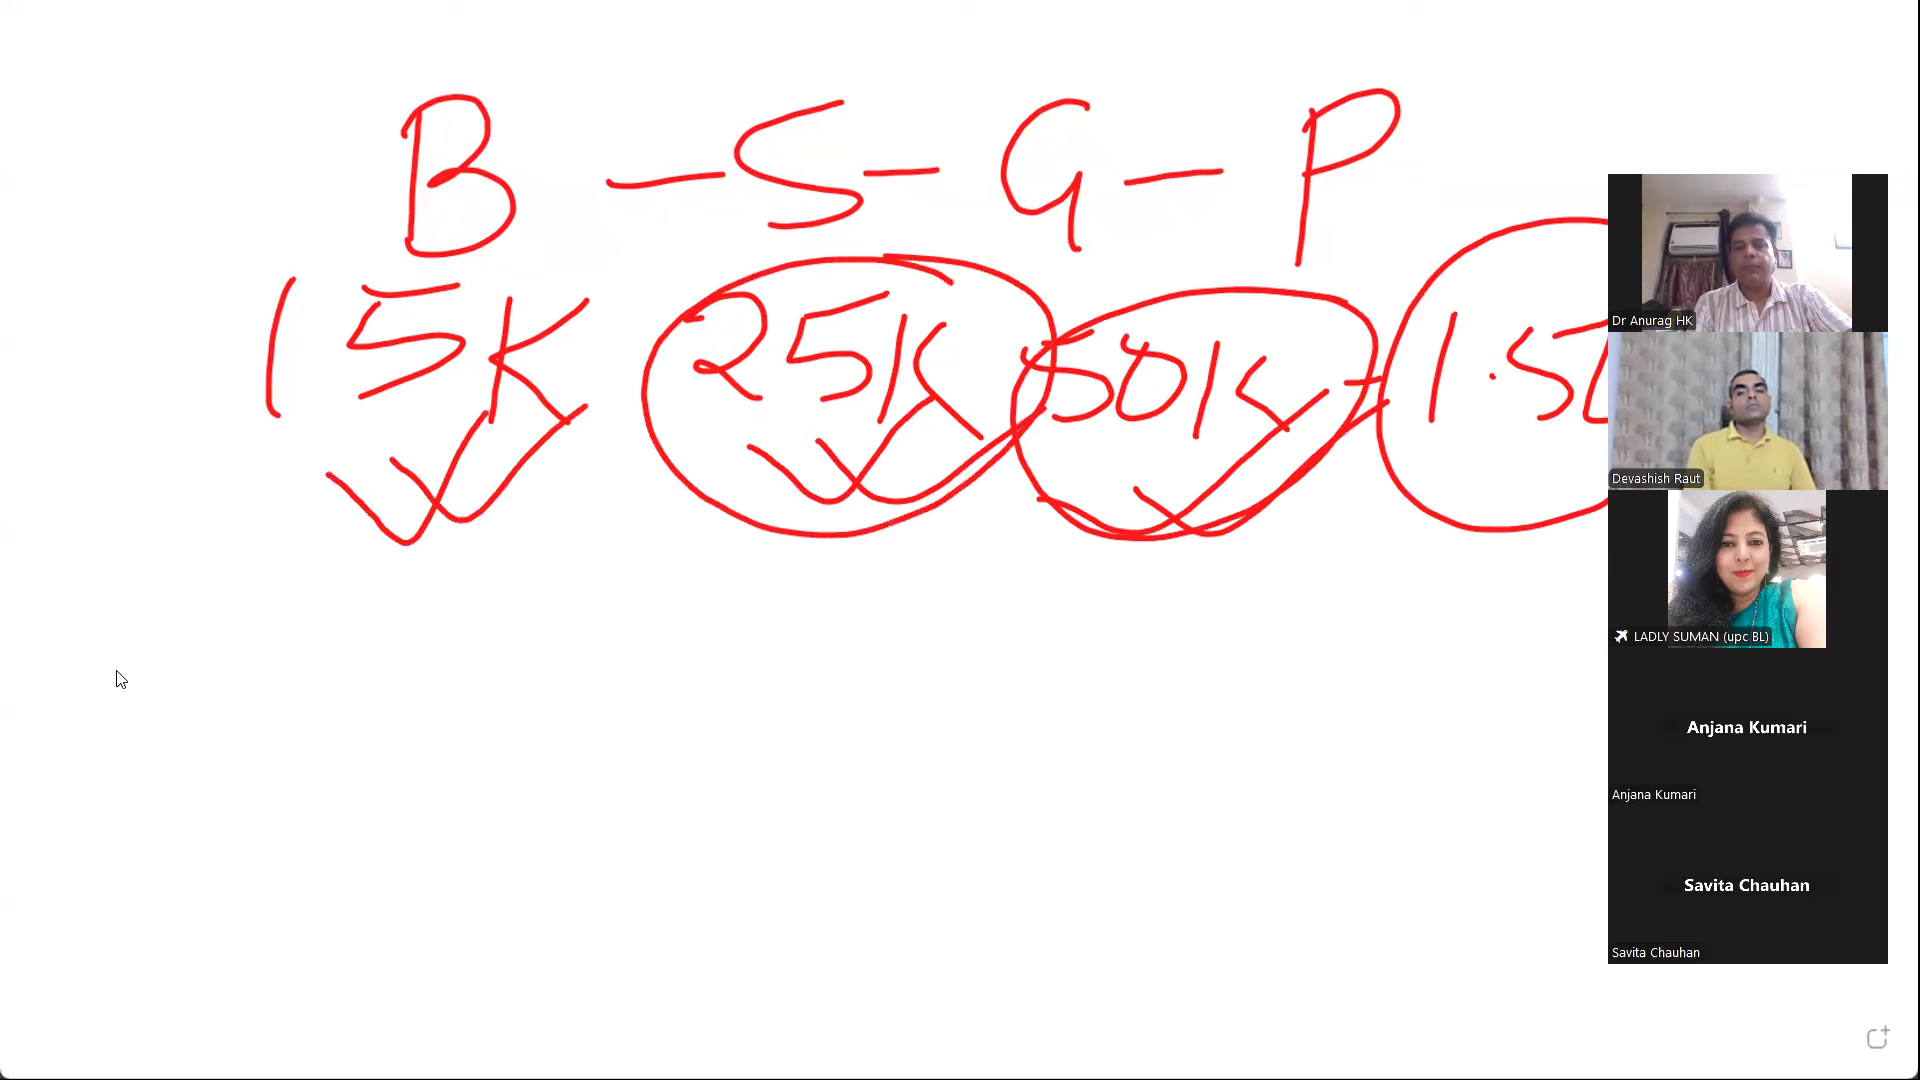 B - S - G - P
15K 25K 50K - 1.5
Dr Anurag HK
Devashish Raut
LADLY SUMAN (upc BL)
Anjana Kumari
Anjana Kumari
Savita Chauhan
Savita Chauhan